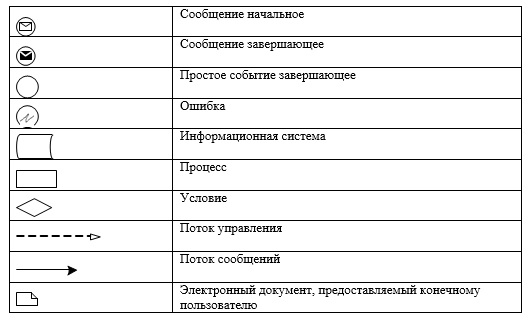 Сообщение начальное
Сообщение завершающее
Простое событие завершающее
Ошибка
Информационная система
Процесс
Условие
Поток управления
Поток сообщений
Электронный документ, предоставляемый конечному
пользователю